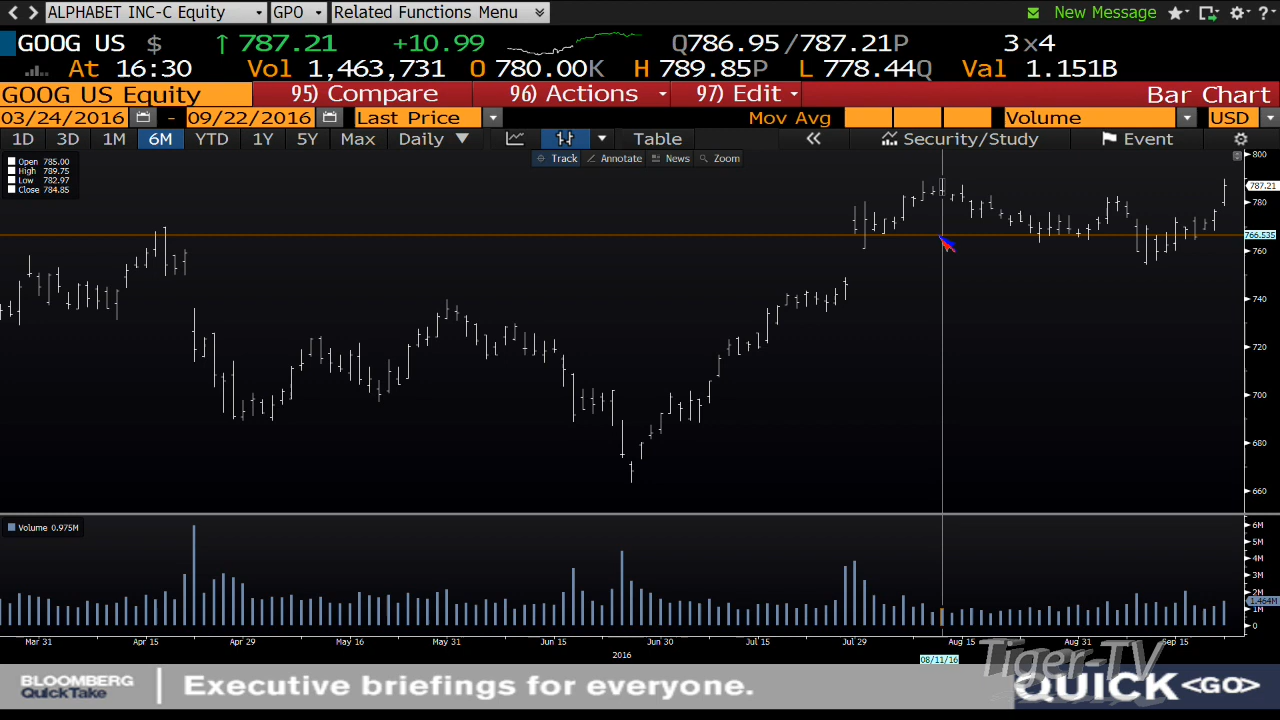 ALPHABET INC-C Equity GPO Related Functions Menu New Message
GOOG US $ ↑ 787.21 +10.99 Q786.95 /787.21P 3 x4
At 16:30 Vol 1,463,731 O 780.00K H 789.85P L 778.44Q Val 1.151B
GOOG US Equity 95) Compare 96) Actions 97) Edit Bar Chart
03/24/2016 - 09/22/2016 Last Price Mov Avg Volume USD
1D 3D 1M 6M YTD 1Y 5Y Max Daily Table Security/Study Event
Track Annotate News Zoom
Open 785.00
High 789.75
Low 782.97
Close 784.85
800
787.21
780
766.535
760
740
720
700
680
660
Volume 0.975M
6M
5M
4M
3M
2M
1.464M
1M
0
Mar 31 Apr 15 Apr 29 May 16 May 31 Jun 15 Jun 30 Jul 15 Jul 29 Aug 15 Aug 31 Sep 15
2016
08/11/16
Tiger-TV
BLOOMBERG
QuickTake
Executive briefings for everyone.
QUICK <GO>